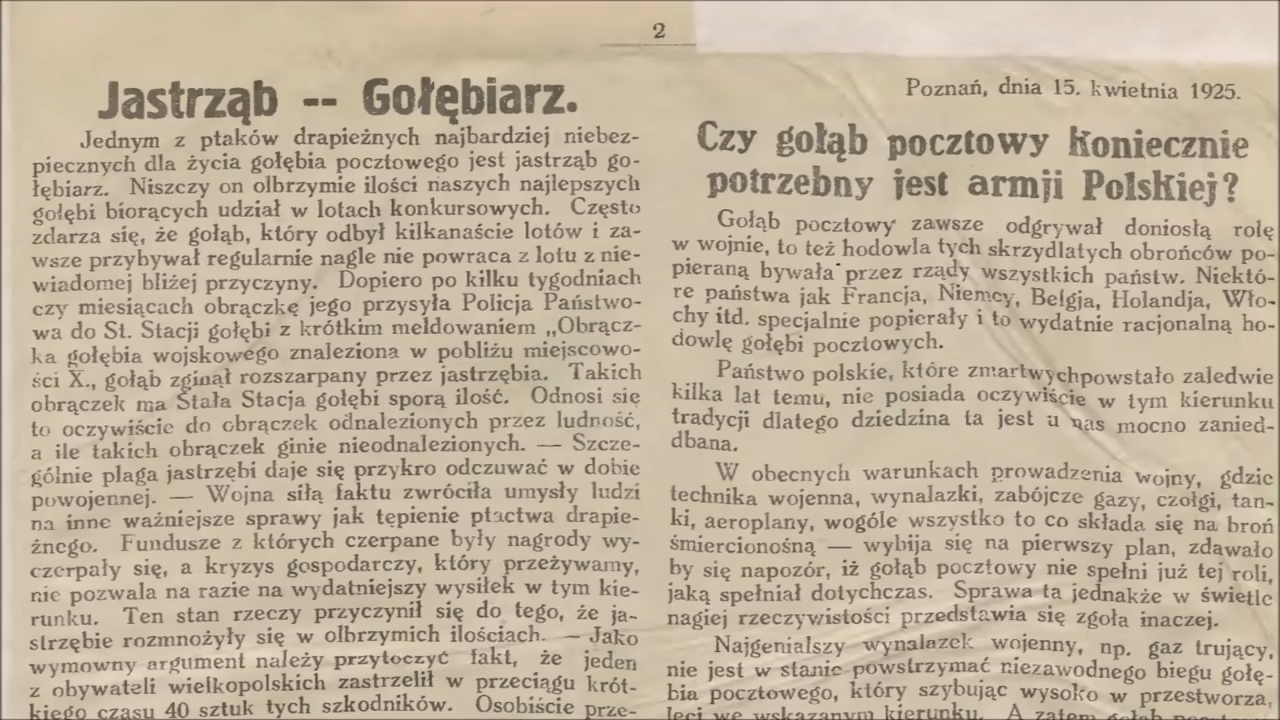 2
Jastrząb -- Gołębiarz.
Jednym z ptaków drapieżnych najbardziej niebez-
piecznych dla życia gołębia pocztowego jest jastrząb go-
łębiarz. Niszczy on olbrzymie ilości naszych najlepszych
gołębi biorących udział w lotach konkursowych. Często
zdarza się, że gołąb, który odbył kilkanaście lotów i za-
wsze przybywał regularnie nagle nie powraca z lotu z nie-
wiadomej bliżej przyczyny. Dopiero po kilku tygodniach
czy miesiącach obrączkę jego przysyła Policja Państwo-
wa do St. Stacji gołębi z krótkim meldowaniem „Obrącz-
ka gołębia wojskowego znaleziona w pobliżu miejscowo-
ści X., gołąb zginął rozszarpany przez jastrzębia. Takich
obrączek ma Stała Stacja gołębi sporą ilość. Odnosi się
to oczywiście do obrączek odnalezionych przez ludność,
a ile takich obrączek ginie nieodnalezionych. — Szcze-
gólnie plaga jastrzębi daje się przykro odczuwać w dobie
powojennej. — Wojna siłą faktu zwróciła umysły ludzi
na inne ważniejsze sprawy jak tępienie ptactwa drapie-
żnego. Fundusze z których czerpane były nagrody wy-
czerpały się, a kryzys gospodarczy, który przeżywamy,
nie pozwala na razie na wydatniejszy wysiłek w tym kie-
runku. Ten stan rzeczy przyczynił się do tego, że ja-
strzębie rozmnożyły się w olbrzymich ilościach. — Jako
wymowny argument należy przytoczyć fakt, że jeden
z obywateli wielkopolskich zastrzelił w przeciągu krót-
kiego czasu 40 sztuk tych szkodników. Osobiście prze-
Poznań, dnia 15. kwietnia 1925.
Czy gołąb pocztowy koniecznie
potrzebny jest armji Polskiej?
Gołąb pocztowy zawsze odgrywał doniosłą rolę
w wojnie, to też hodowla tych skrzydlatych obrońców po-
pieraną bywała przez rządy wszystkich państw. Niektó-
re państwa jak Francja, Niemcy, Belgja, Holandja, Wło-
chy itd. specjalnie popierały i to wydatnie racjonalną ho-
dowlę gołębi pocztowych.
Państwo polskie, które zmartwychpowstało zaledwie
kilka lat temu, nie posiada oczywiście w tym kierunku
tradycji dlatego dziedzina ta jest u nas mocno zanied-
dbana.
W obecnych warunkach prowadzenia wojny, gdzie
technika wojenna, wynalazki, zabójcze gazy, czołgi, tan-
ki, aeroplany, wogóle wszystko to co składa się na broń
śmiercionośną — wybija się na pierwszy plan, zdawało
by się napozór, iż gołąb pocztowy nie spełni już tej roli,
jaką spełniał dotychczas. Sprawa ta jednakże w świetle
nagiej rzeczywistości przedstawia się zgoła inaczej.
Najgenialszy wynalazek wojenny, np. gaz trujący,
nie jest w stanie powstrzymać niezawodnego biegu gołę-
bia pocztowego, który szybując wysoko w przestworza,
leci we wskazanym kierunku. A zatem gołąb